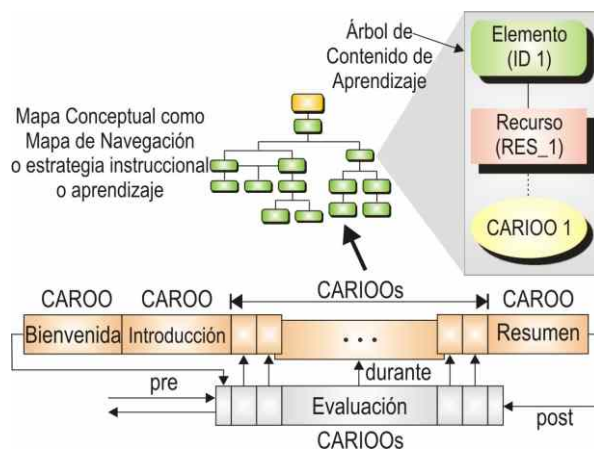 Árbol de
Contenido de
Aprendizaje
Elemento
(ID 1)
Recurso
(RES_1)
CARIOO 1
Mapa Conceptual como
Mapa de Navegación
o estrategia instruccional
o aprendizaje
CAROO
CAROO
CARIOOs
CAROO
Bienvenida
Introducción
...
Resumen
pre
durante
Evaluación
post
CARIOOs